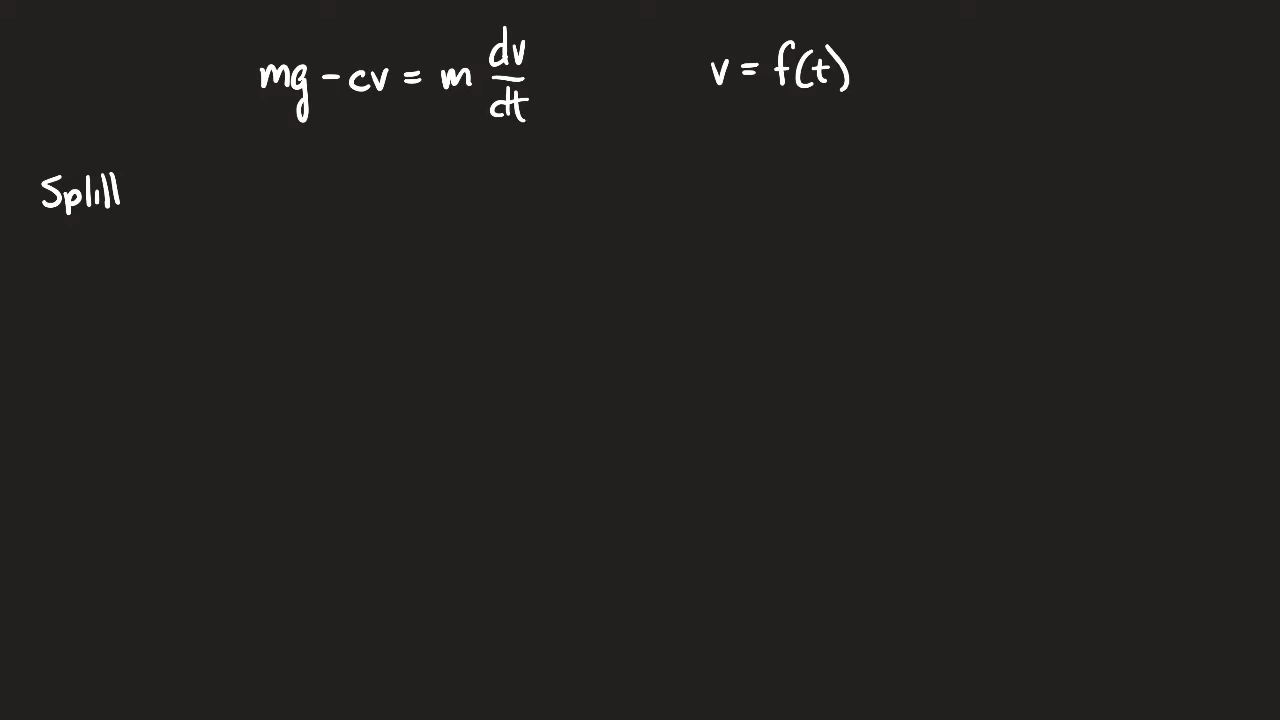 mg - cv = m dv/dt v = f(t)
Splill